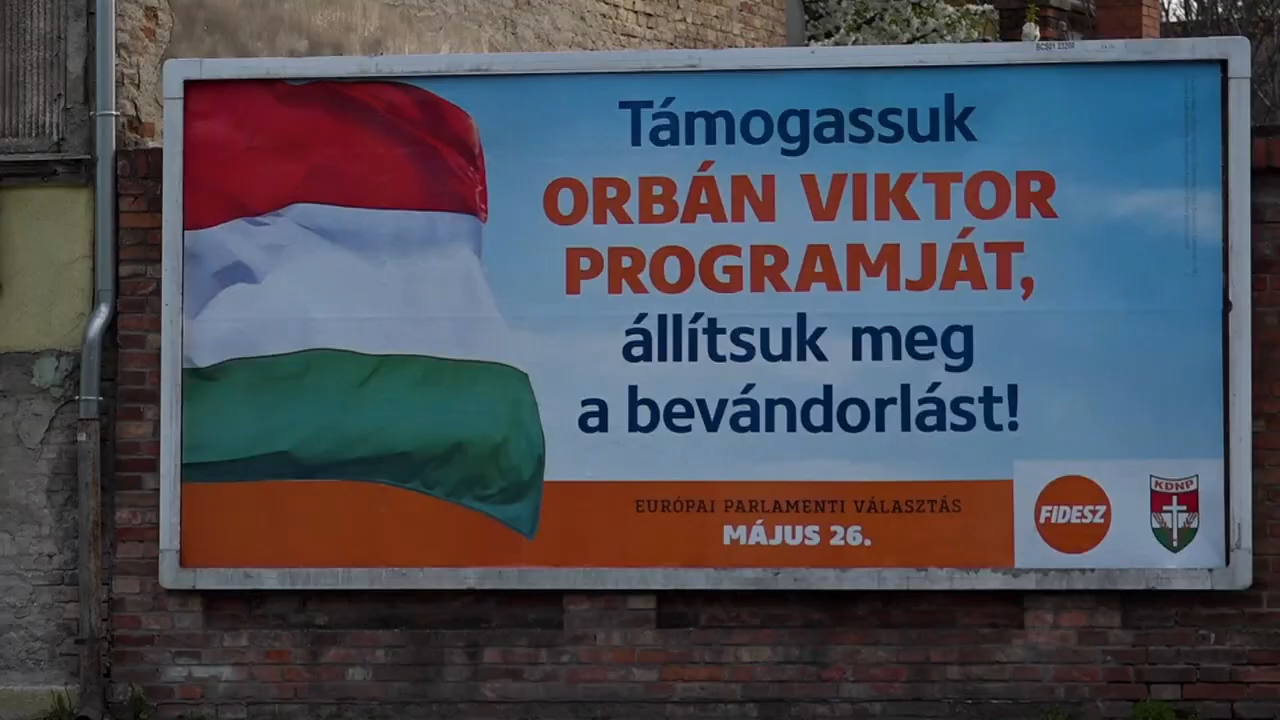 Támogassuk
ORBÁN VIKTOR
PROGRAMJÁT,
állítsuk meg
a bevándorlást!
EURÓPAI PARLAMENTI VÁLASZTÁS
MÁJUS 26.
FIDESZ
KDNP